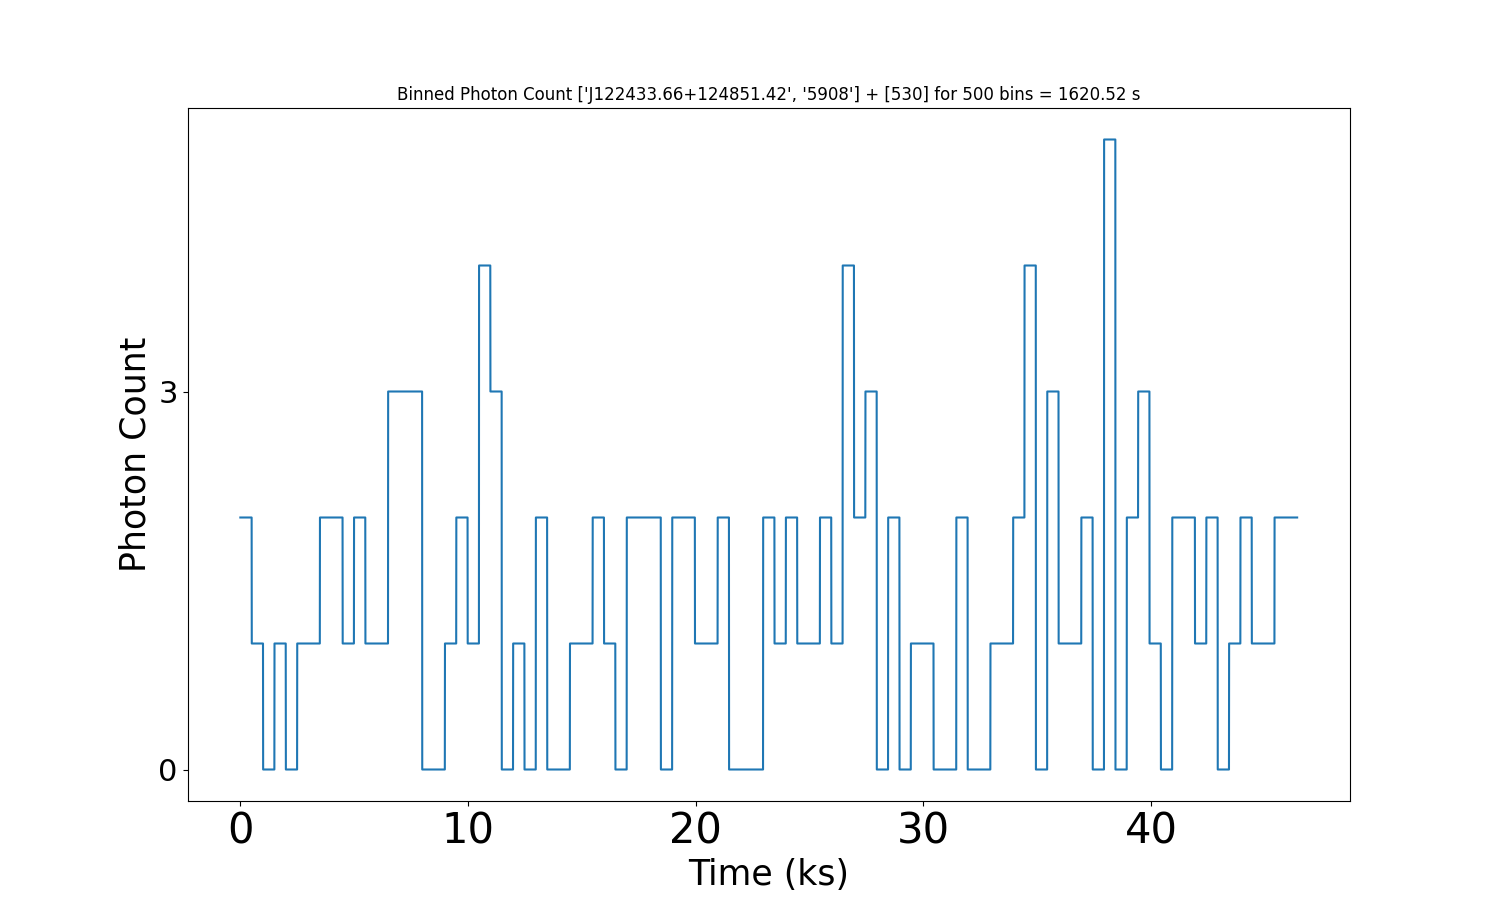 Binned Photon Count ['J122433.66+124851.42', '5908'] + [530] for 500 bins = 1620.52 s
Photon Count
3
0
0 10 20 30 40
Time (ks)